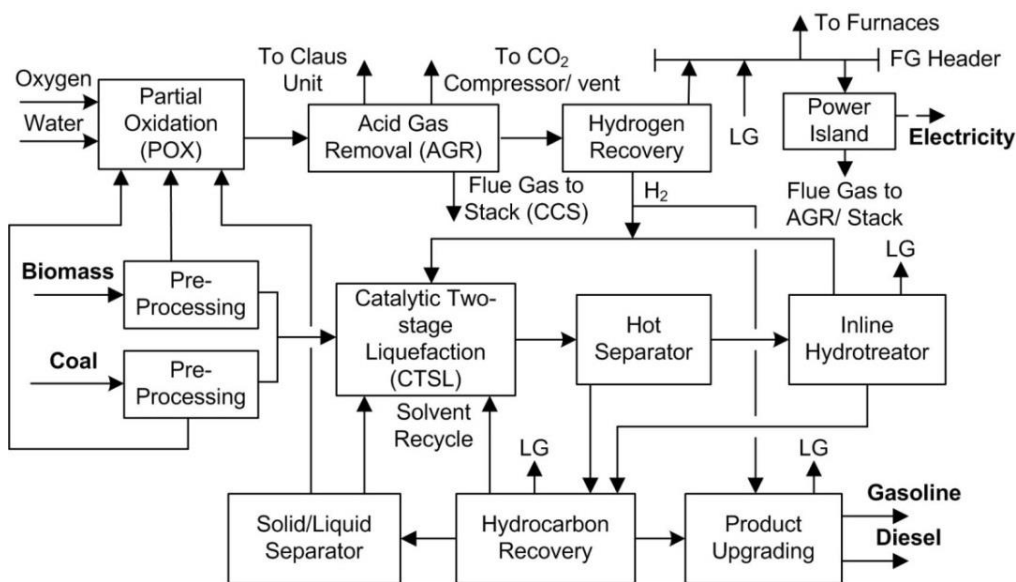 To Furnaces
FG Header
To Claus
Unit
To CO₂
Compressor/ vent
Oxygen
Water
Partial
Oxidation
(POX)
Acid Gas
Removal (AGR)
Hydrogen
Recovery
LG
Power
Island
Electricity
Flue Gas to
Stack (CCS)
H₂
Flue Gas to
AGR/ Stack
Biomass
Pre-
Processing
Coal
Pre-
Processing
Catalytic Two-
stage
Liquefaction
(CTSL)
Hot
Separator
LG
Inline
Hydrotreator
Solvent
Recycle
Solid/Liquid
Separator
LG
Hydrocarbon
Recovery
LG
Product
Upgrading
Gasoline
Diesel